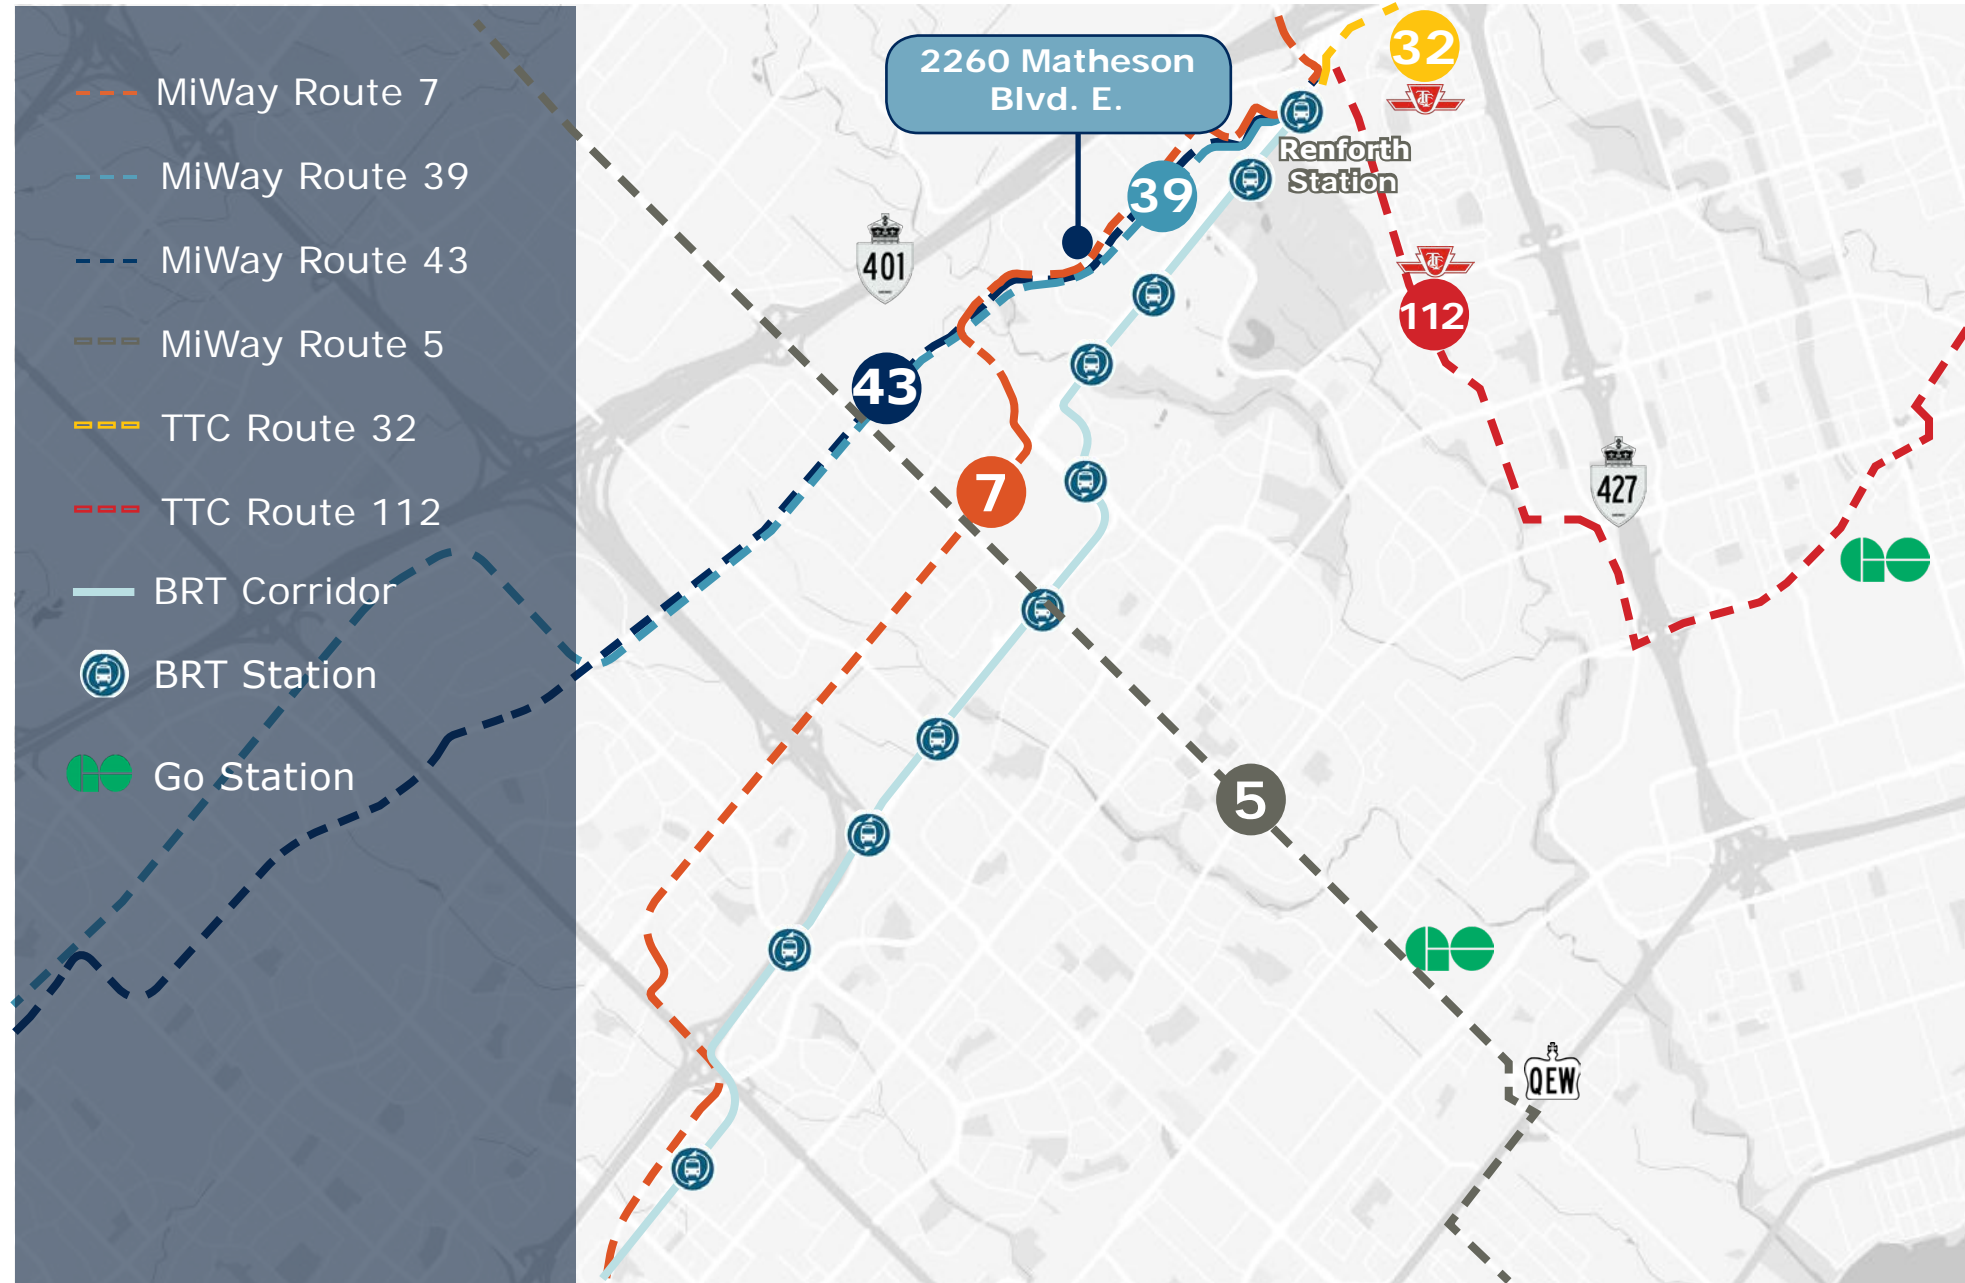 MiWay Route 7
MiWay Route 39
MiWay Route 43
MiWay Route 5
TTC Route 32
TTC Route 112
BRT Corridor
BRT Station
Go Station
2260 Matheson
Blvd. E.
32
Renforth
Station
39
401
112
43
427
7
5
QEW